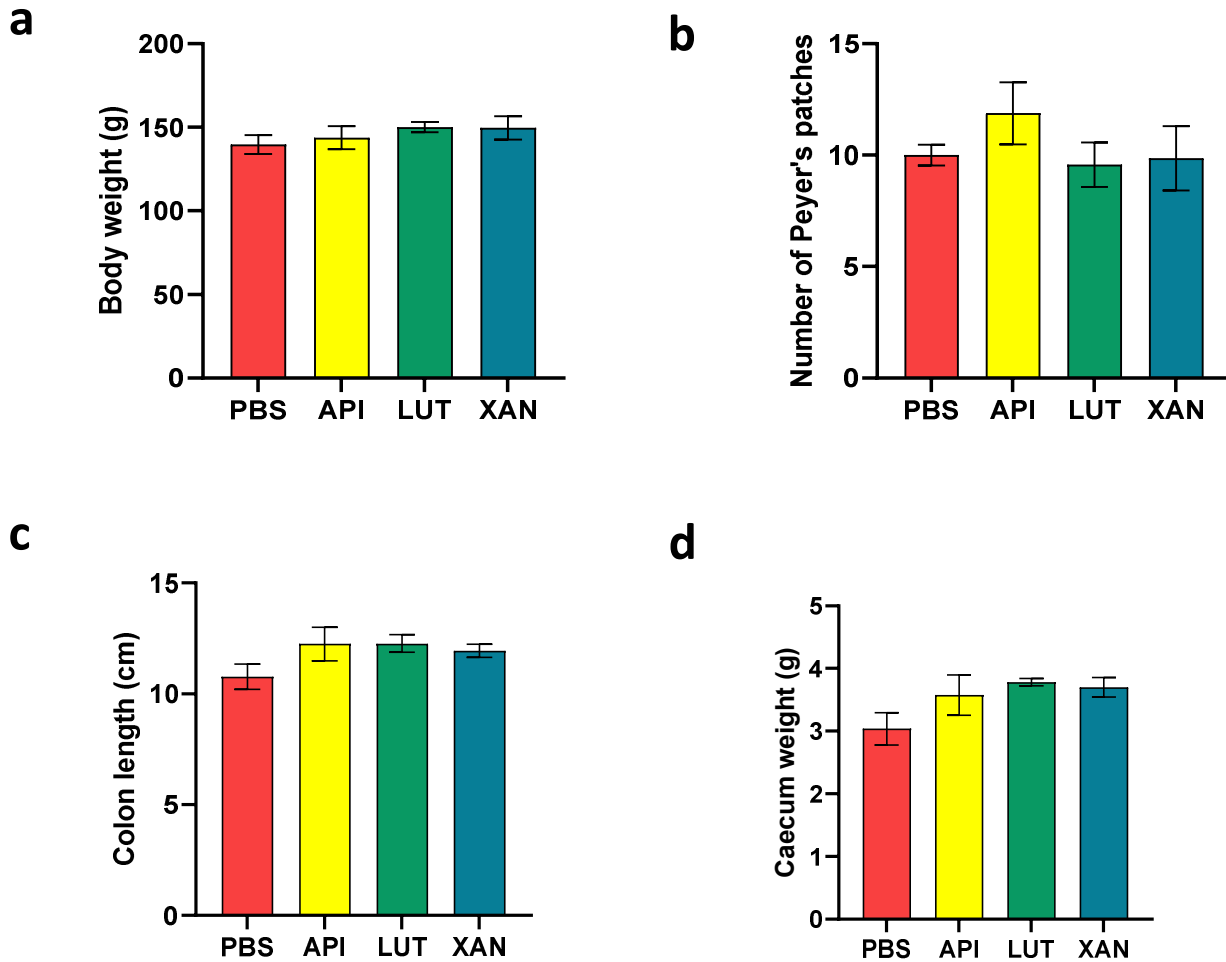 a
Body weight (g)
200
150
100
50
0
PBS API LUT XAN
b
Number of Peyer's patches
15
10
5
0
PBS API LUT XAN
c
Colon length (cm)
15
10
5
0
PBS API LUT XAN
d
Caecum weight (g)
5
4
3
2
1
0
PBS API LUT XAN